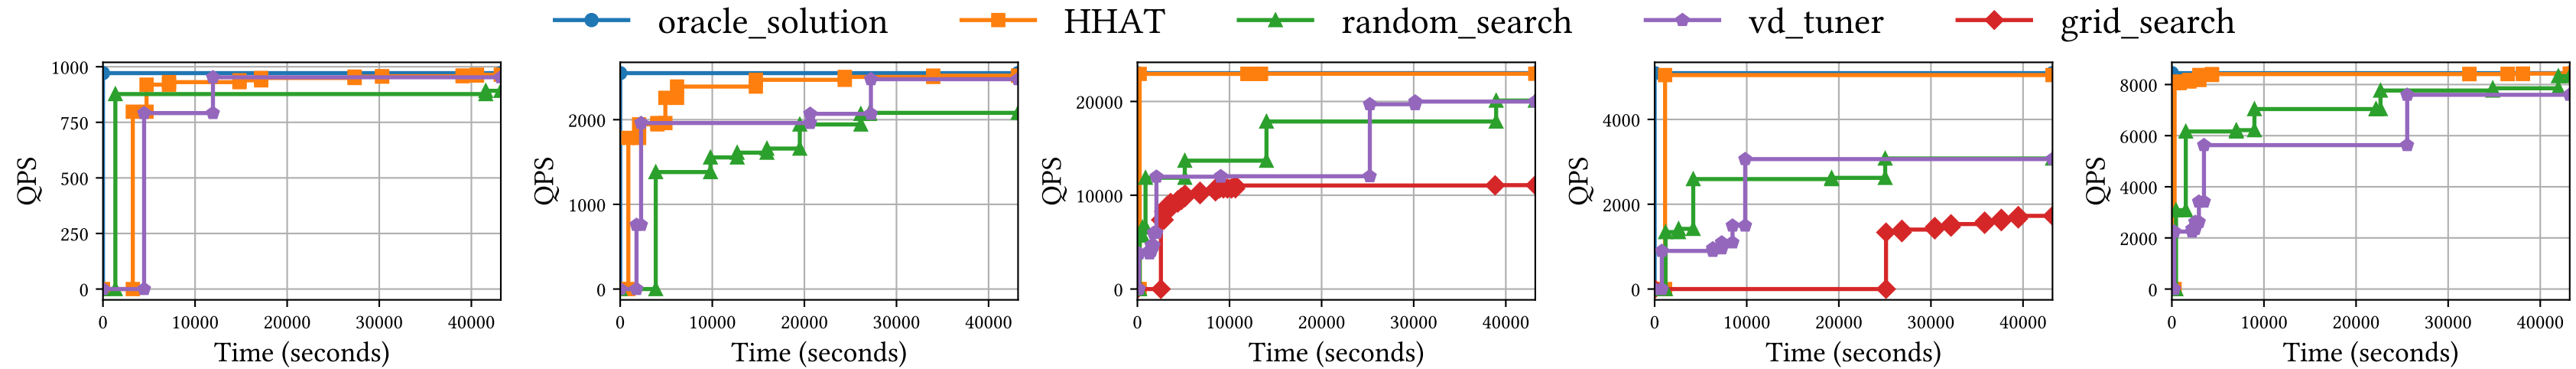 oracle_solution HHAT random_search vd_tuner grid_search
1000
750
500
250
0
QPS
0 10000 20000 30000 40000
Time (seconds)
2000
1000
0
QPS
0 10000 20000 30000 40000
Time (seconds)
20000
10000
0
QPS
0 10000 20000 30000 40000
Time (seconds)
4000
2000
0
QPS
0 10000 20000 30000 40000
Time (seconds)
8000
6000
4000
2000
0
QPS
0 10000 20000 30000 40000
Time (seconds)